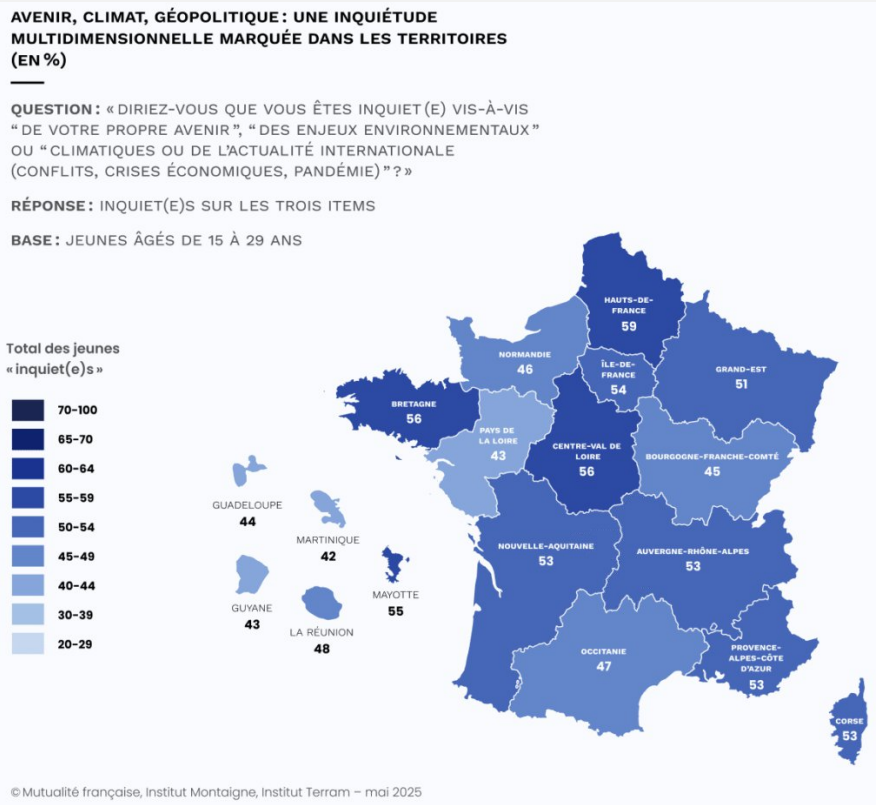 AVENIR, CLIMAT, GÉOPOLITIQUE : UNE INQUIÉTUDE
MULTIDIMENSIONNELLE MARQUÉE DANS LES TERRITOIRES
(EN %)
QUESTION : « DIRIEZ-VOUS QUE VOUS ÊTES INQUIET(E) VIS-À-VIS
“ DE VOTRE PROPRE AVENIR ”, “ DES ENJEUX ENVIRONNEMENTAUX ”
OU “ CLIMATIQUES OU DE L’ACTUALITÉ INTERNATIONALE
(CONFLITS, CRISES ÉCONOMIQUES, PANDÉMIE) ” ? »
RÉPONSE : INQUIET(E)S SUR LES TROIS ITEMS
BASE : JEUNES ÂGÉS DE 15 À 29 ANS
Total des jeunes
« inquiet(e)s »
70-100
65-70
60-64
55-59
50-54
45-49
40-44
30-39
20-29
HAUTS-DE-
FRANCE
59
NORMANDIE
46
ÎLE-DE-
FRANCE
54
GRAND-EST
51
BRETAGNE
56
PAYS DE
LA LOIRE
43
CENTRE-VAL DE
LOIRE
56
BOURGOGNE-FRANCHE-COMTÉ
45
GUADELOUPE
44
MARTINIQUE
42
GUYANE
43
LA RÉUNION
48
MAYOTTE
55
NOUVELLE-AQUITAINE
53
AUVERGNE-RHÔNE-ALPES
53
OCCITANIE
47
PROVENCE-
ALPES-CÔTE
D’AZUR
53
CORSE
53
© Mutualité française, Institut Montaigne, Institut Terram – mai 2025